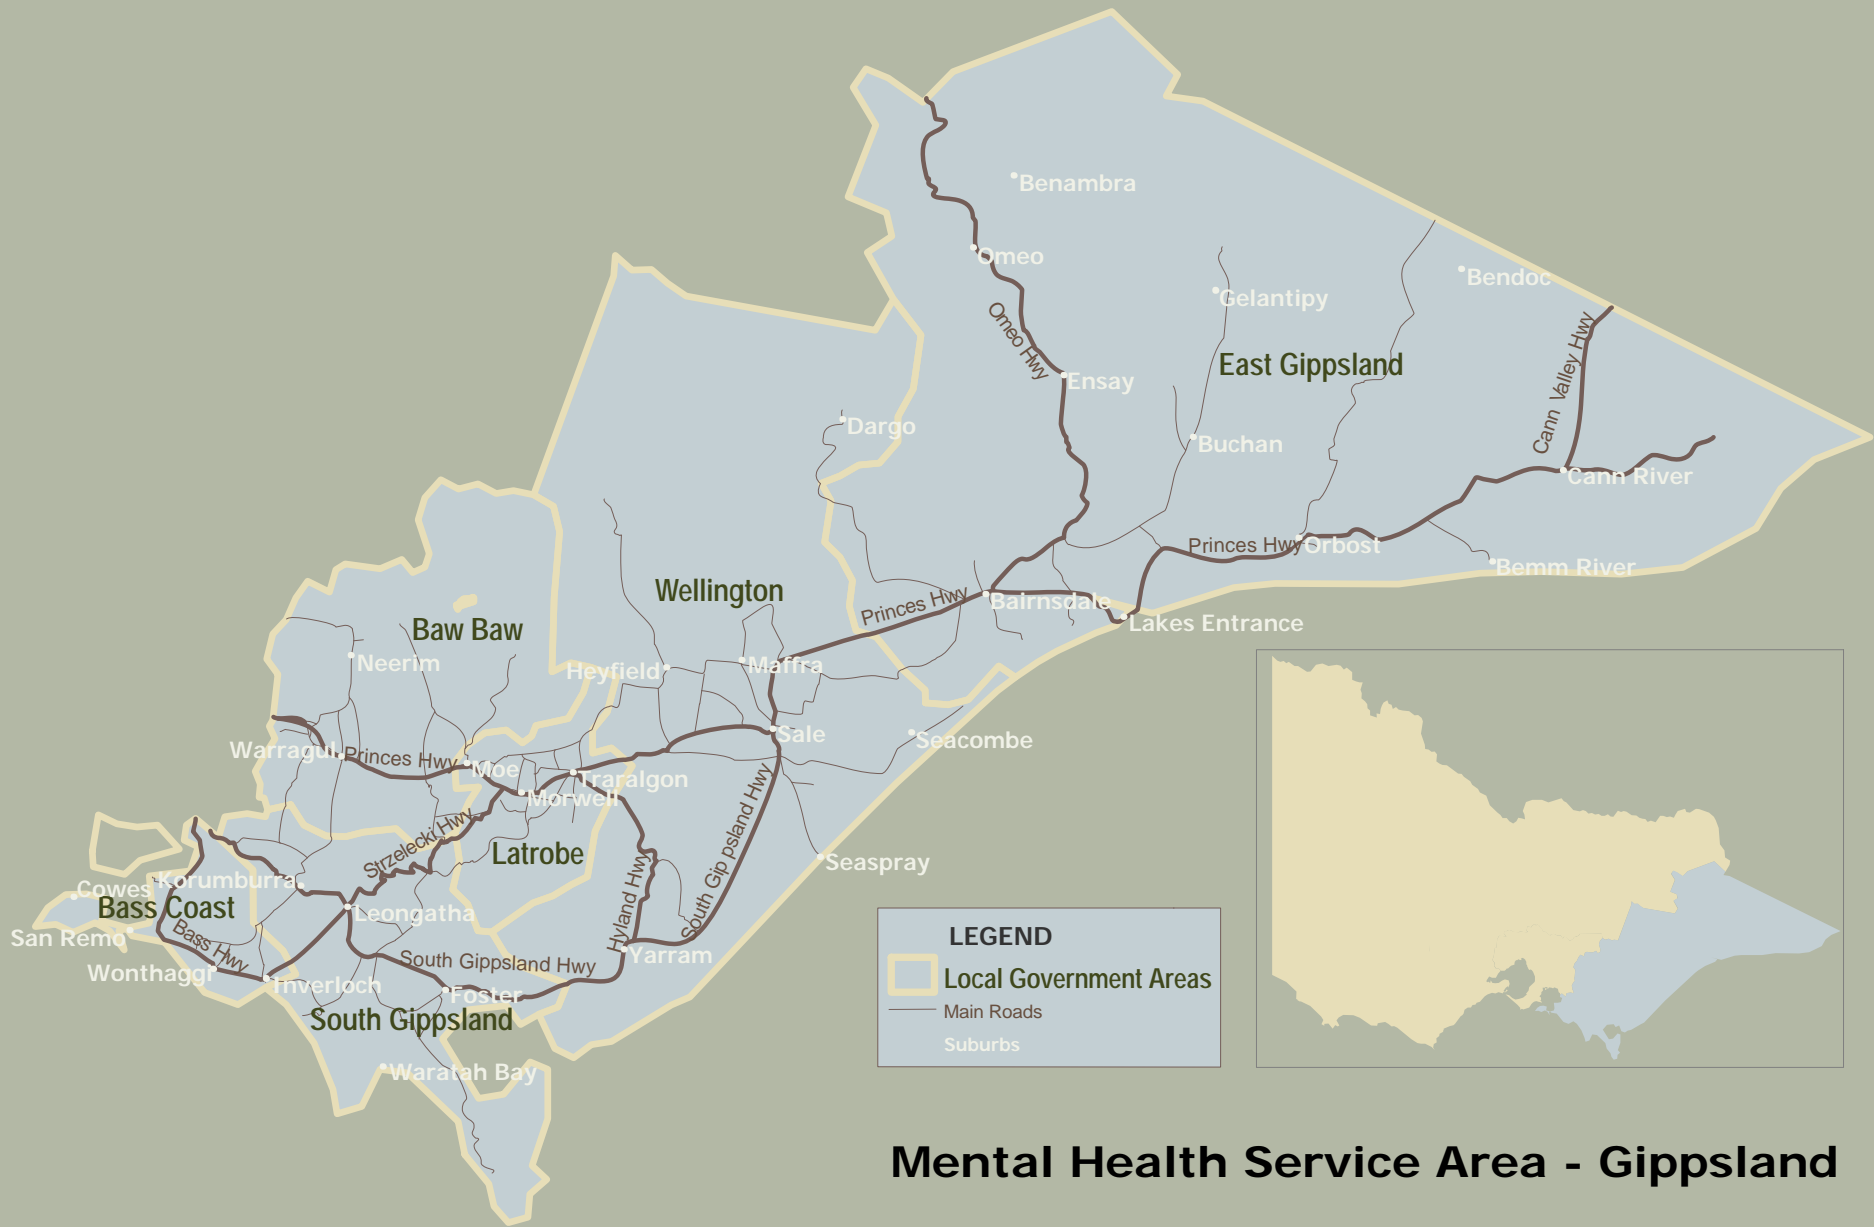 Benambra
Omeo
Bendoc
Gelantipy
Omeo Hwy
Cann Valley Hwy
East Gippsland
Ensay
Dargo
Buchan
Cann River
Princes Hwy
Orbost
Bemm River
Wellington
Princes Hwy
Bairnsdale
Lakes Entrance
Baw Baw
Neerim
Heyfield
Maffra
Sale
Seacombe
Warragul
Princes Hwy
Moe
Traralgon
Morwell
South Gippsland Hwy
Strzelecki Hwy
Latrobe
Seaspray
Hyland Hwy
Korumburra
Cowes
Bass Coast
Leongatha
San Remo
Bass Hwy
Yarram
South Gippsland Hwy
Wonthaggi
Inverloch
Foster
South Gippsland
Waratah Bay
LEGEND
Local Government Areas
Main Roads
Suburbs
Mental Health Service Area - Gippsland